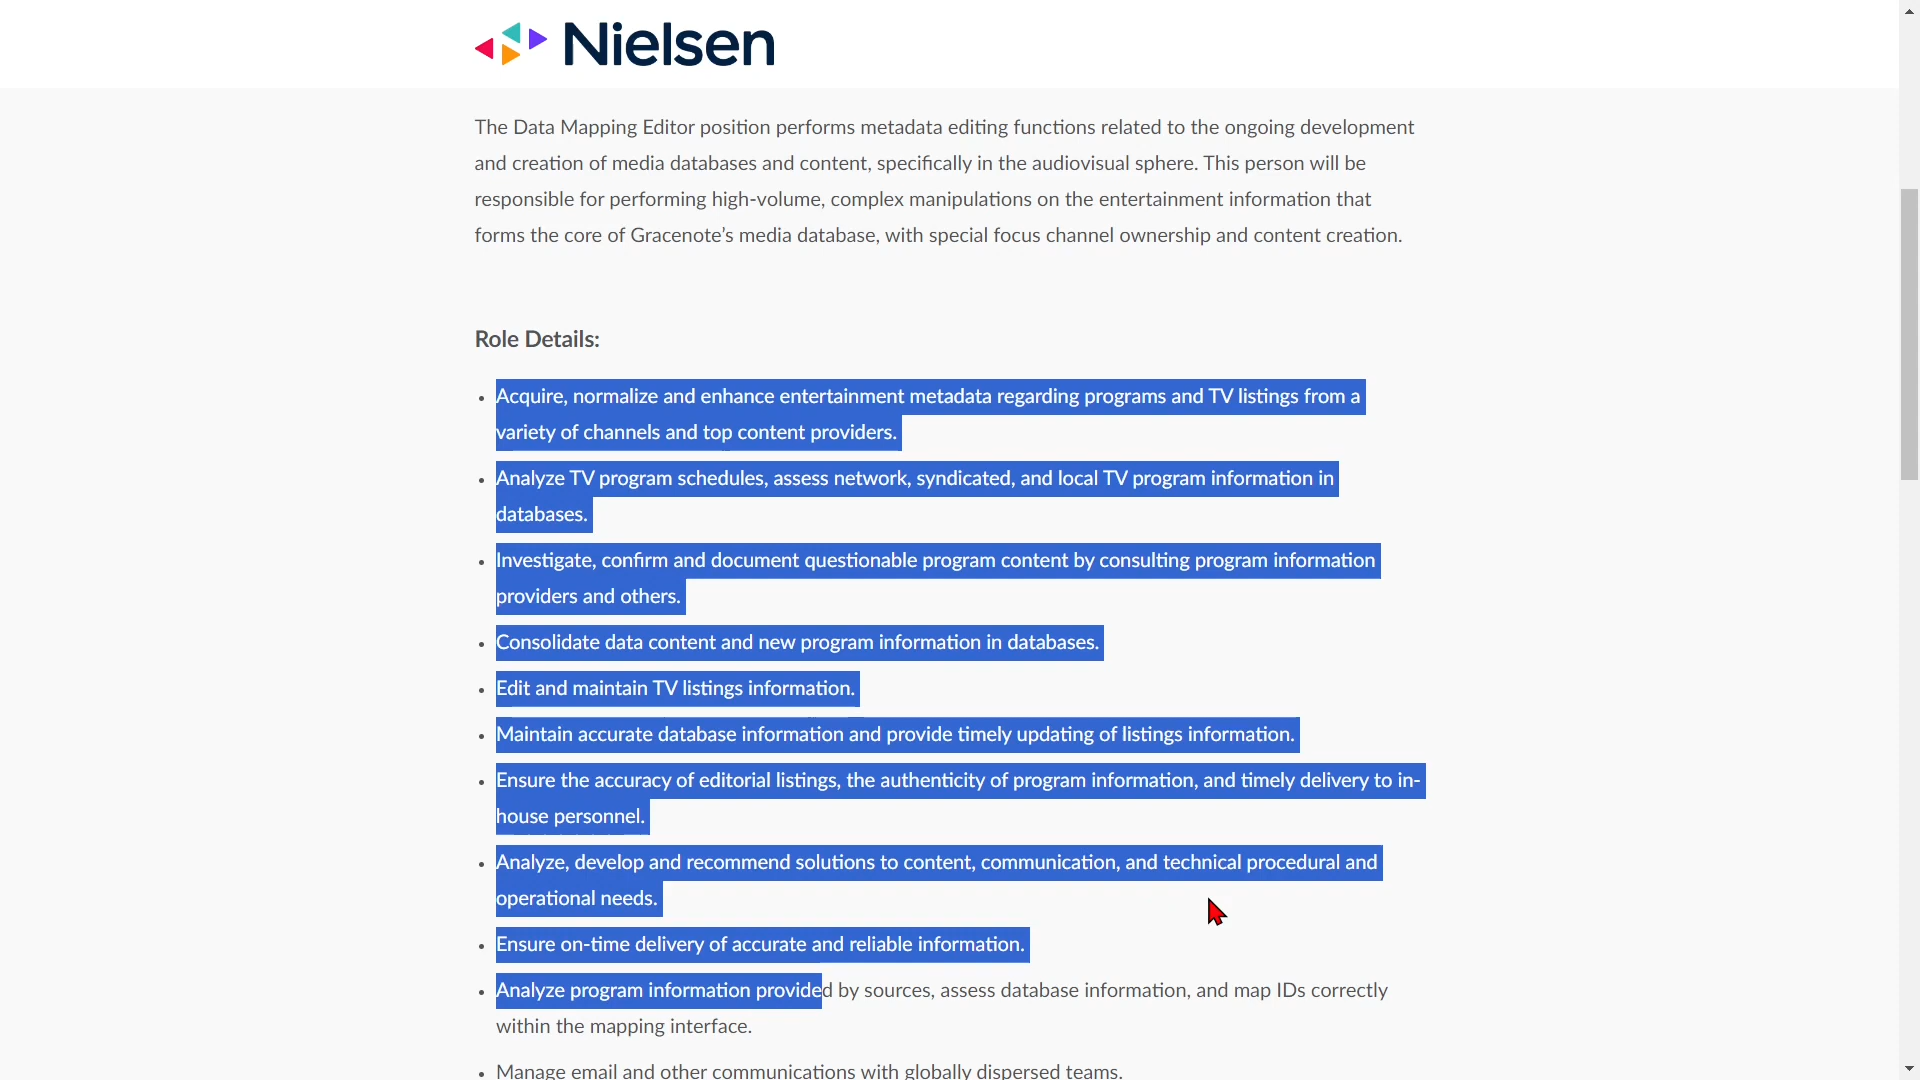 Nielsen
The Data Mapping Editor position performs metadata editing functions related to the ongoing development
and creation of media databases and content, specifically in the audiovisual sphere. This person will be
responsible for performing high-volume, complex manipulations on the entertainment information that
forms the core of Gracenote’s media database, with special focus channel ownership and content creation.
Role Details:
• Acquire, normalize and enhance entertainment metadata regarding programs and TV listings from a
variety of channels and top content providers.
• Analyze TV program schedules, assess network, syndicated, and local TV program information in
databases.
• Investigate, confirm and document questionable program content by consulting program information
providers and others.
• Consolidate data content and new program information in databases.
• Edit and maintain TV listings information.
• Maintain accurate database information and provide timely updating of listings information.
• Ensure the accuracy of editorial listings, the authenticity of program information, and timely delivery to in-
house personnel.
• Analyze, develop and recommend solutions to content, communication, and technical procedural and
operational needs.
• Ensure on-time delivery of accurate and reliable information.
• Analyze program information provided by sources, assess database information, and map IDs correctly
within the mapping interface.
• Manage email and other communications with globally dispersed teams.